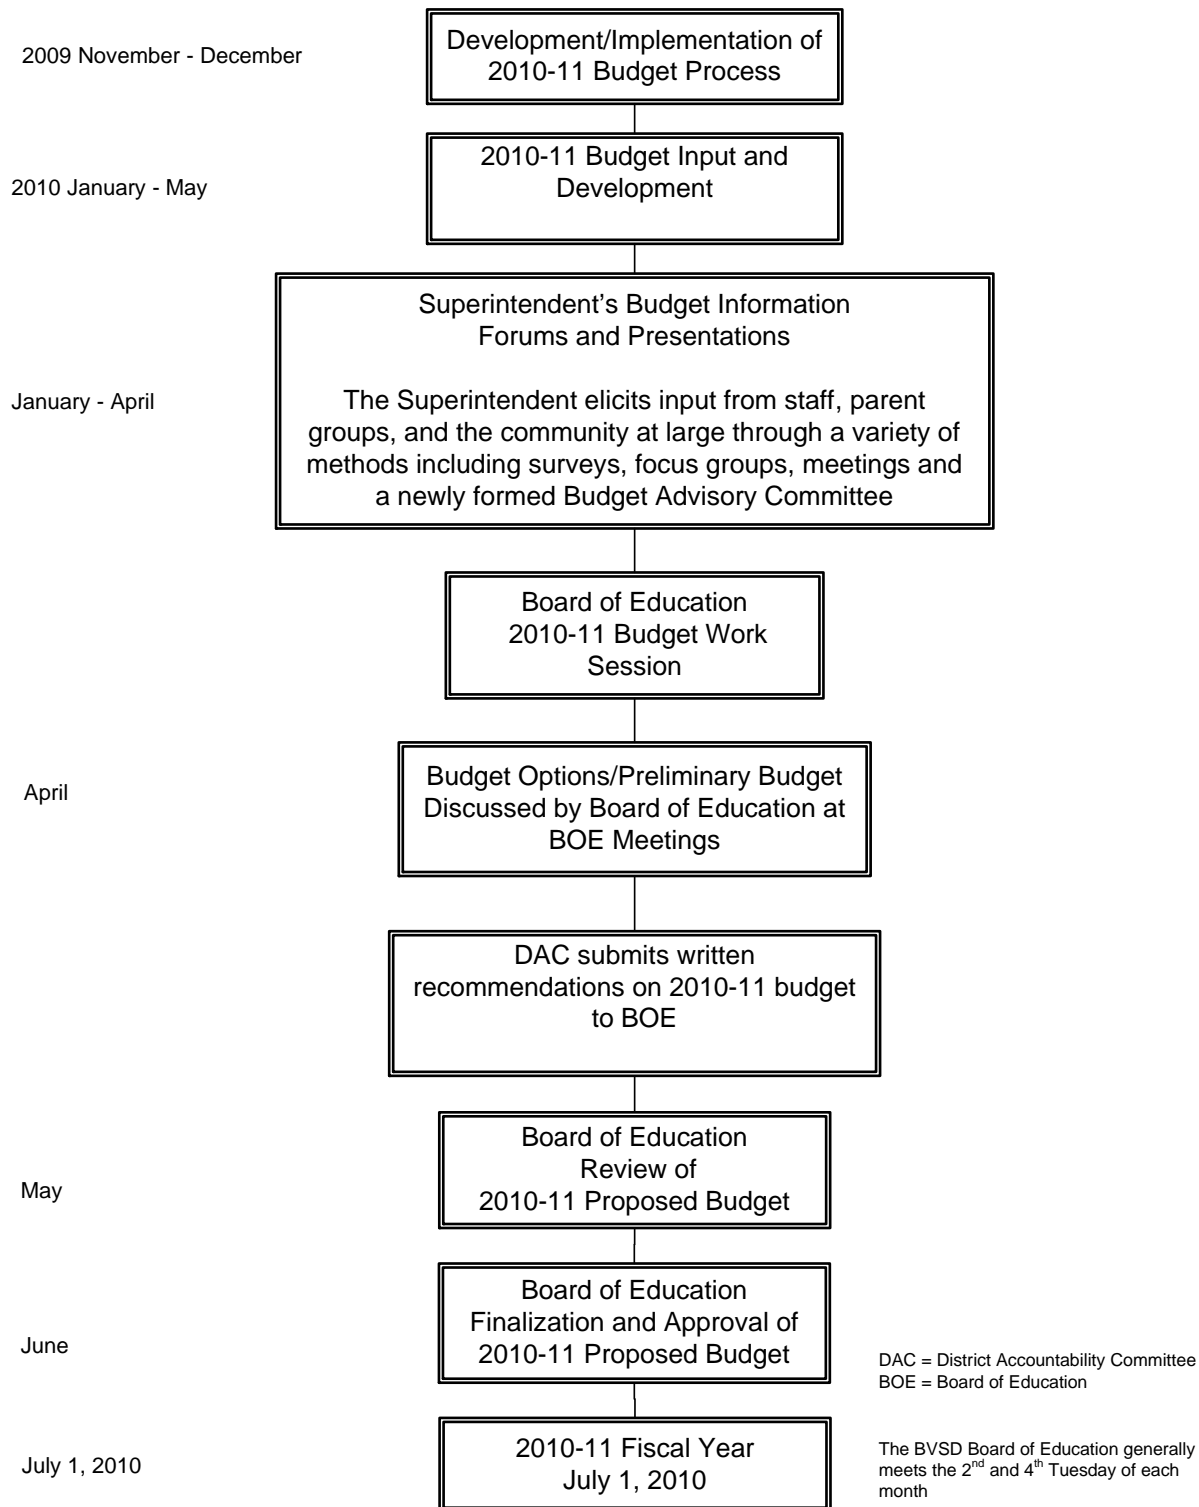 2009 November - December
Development/Implementation of
2010-11 Budget Process
2010 January - May
2010-11 Budget Input and
Development
Superintendent’s Budget Information
Forums and Presentations
January - April
The Superintendent elicits input from staff, parent
groups, and the community at large through a variety of
methods including surveys, focus groups, meetings and
a newly formed Budget Advisory Committee
Board of Education
2010-11 Budget Work
Session
April
Budget Options/Preliminary Budget
Discussed by Board of Education at
BOE Meetings
DAC submits written
recommendations on 2010-11 budget
to BOE
May
Board of Education
Review of
2010-11 Proposed Budget
June
Board of Education
Finalization and Approval of
2010-11 Proposed Budget
DAC = District Accountability Committee
BOE = Board of Education
July 1, 2010
2010-11 Fiscal Year
July 1, 2010
The BVSD Board of Education generally
meets the 2nd and 4th Tuesday of each
month